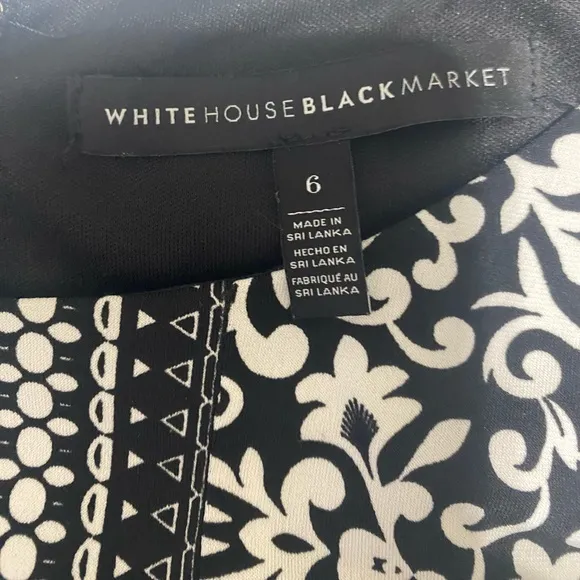 WHITE HOUSE BLACK MARKET
6
MADE IN
SRI LANKA
HECHO EN
SRI LANKA
FABRIQUÉ AU
SRI LANKA